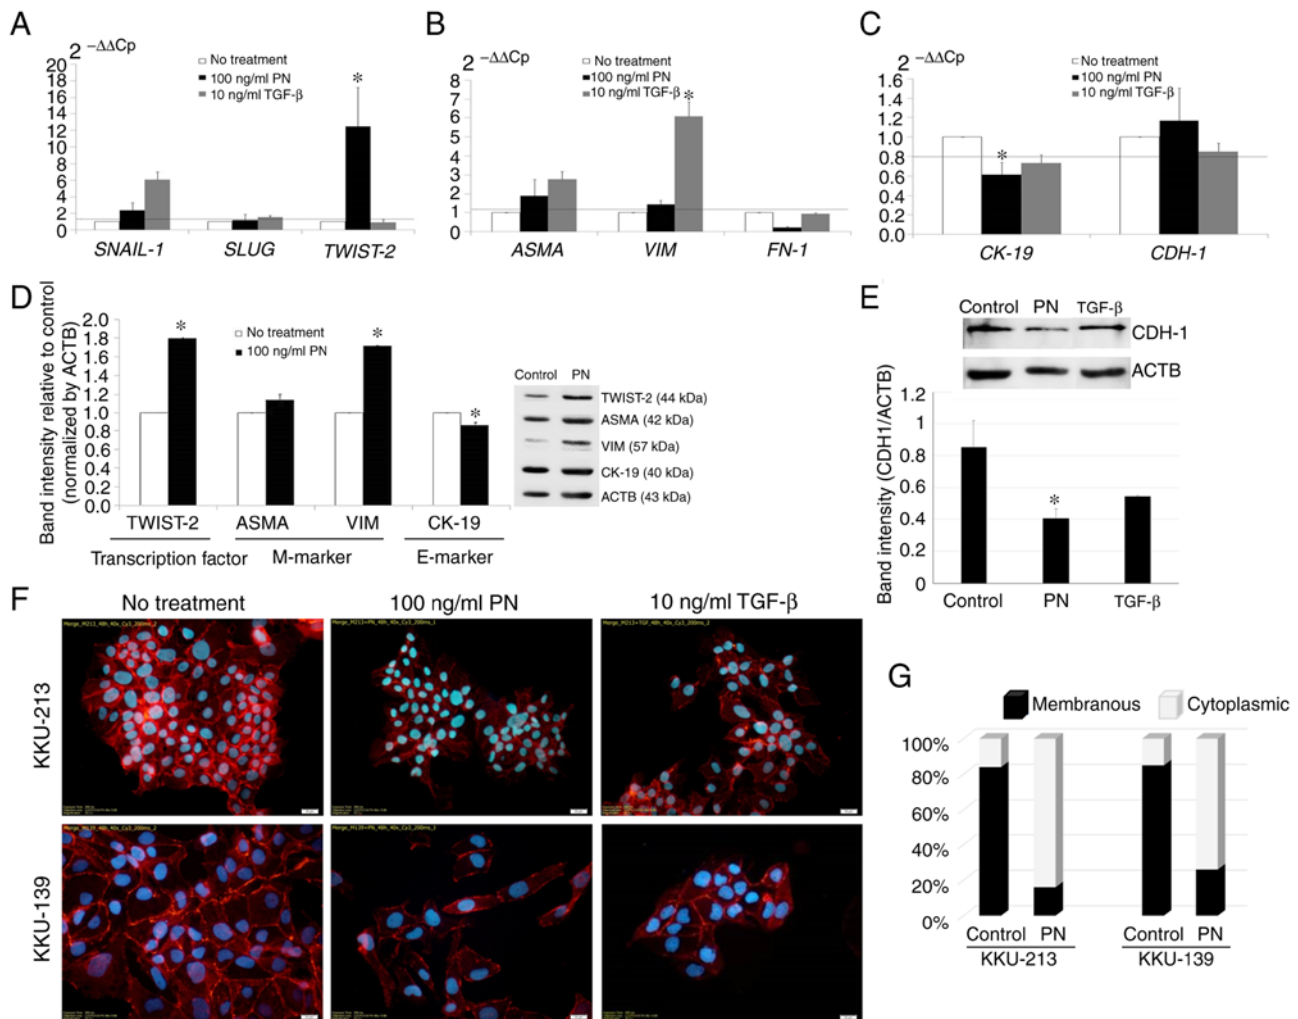 A
2 −ΔΔCp
No treatment
100 ng/ml PN
10 ng/ml TGF-β
20
18
16
14
12
10
8
6
4
2
0
*
SNAIL-1 SLUG TWIST-2
B
2 −ΔΔCp
No treatment
100 ng/ml PN
10 ng/ml TGF-β
8
7
6
5
4
3
2
1
0
*
ASMA VIM FN-1
C
2 −ΔΔCp
No treatment
100 ng/ml PN
10 ng/ml TGF-β
1.6
1.4
1.2
1.0
0.8
0.6
0.4
0.2
0.0
*
CK-19 CDH-1
D
Band intensity relative to control
(normalized by ACTB)
2.0
1.8
1.6
1.4
1.2
1.0
0.8
0.6
0.4
0.2
0.0
No treatment
100 ng/ml PN
* * *
TWIST-2 ASMA VIM CK-19
Transcription factor M-marker E-marker
Control PN
TWIST-2 (44 kDa)
ASMA (42 kDa)
VIM (57 kDa)
CK-19 (40 kDa)
ACTB (43 kDa)
E
Control PN TGF-β
CDH-1
ACTB
Band intensity (CDH1/ACTB)
1.2
1
0.8
0.6
0.4
0.2
0
*
Control PN TGF-β
F
No treatment 100 ng/ml PN 10 ng/ml TGF-β
KKU-213
Merge_M213_48h_40x_Cy3_200ms_2
Merge_M213+PN_48h_40x_Cy3_200ms_1
Merge_M213+TGF_48h_40x_Cy3_200ms_2
KKU-139
Merge_M139_48h_40x_Cy3_200ms_2
Merge_M139+PN_48h_40x_Cy3_200ms_3
G
Membranous Cytoplasmic
100%
80%
60%
40%
20%
0%
Control PN Control PN
KKU-213 KKU-139